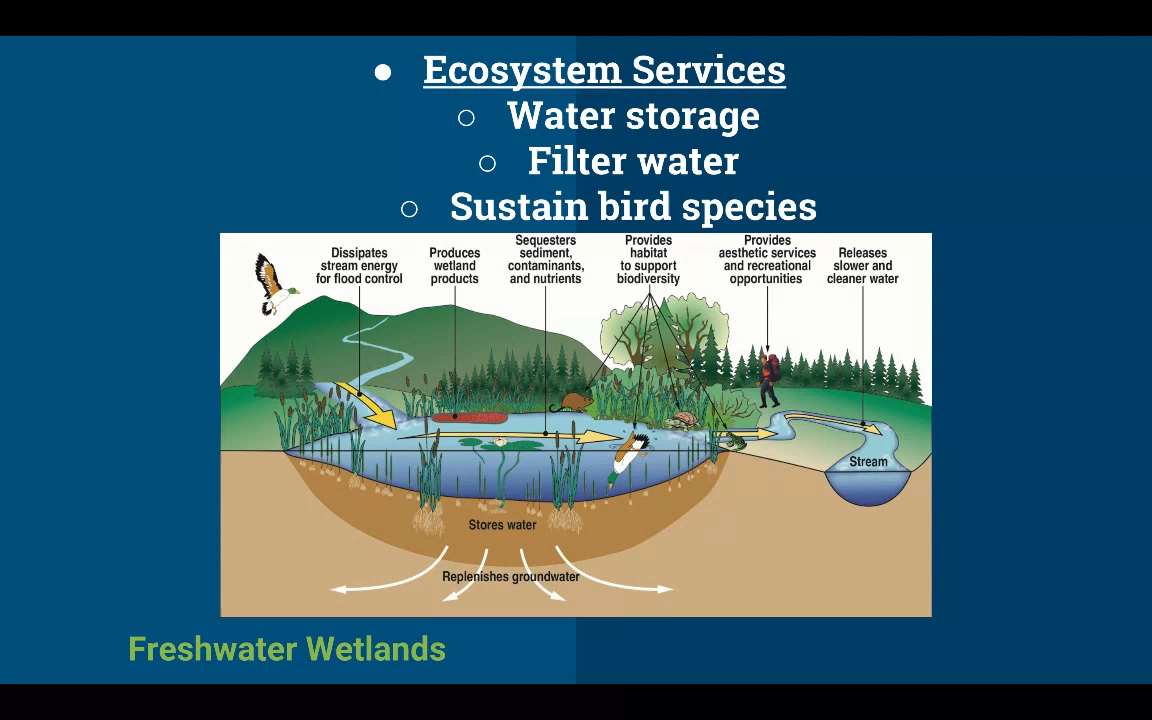 ● Ecosystem Services
○ Water storage
○ Filter water
○ Sustain bird species
Dissipates
stream energy
for flood control
Produces
wetland
products
Sequesters
sediment,
contaminants,
and nutrients
Provides
habitat
to support
biodiversity
Provides
aesthetic services
and recreational
opportunities
Releases
slower and
cleaner water
Stream
Stores water
Replenishes groundwater
Freshwater Wetlands